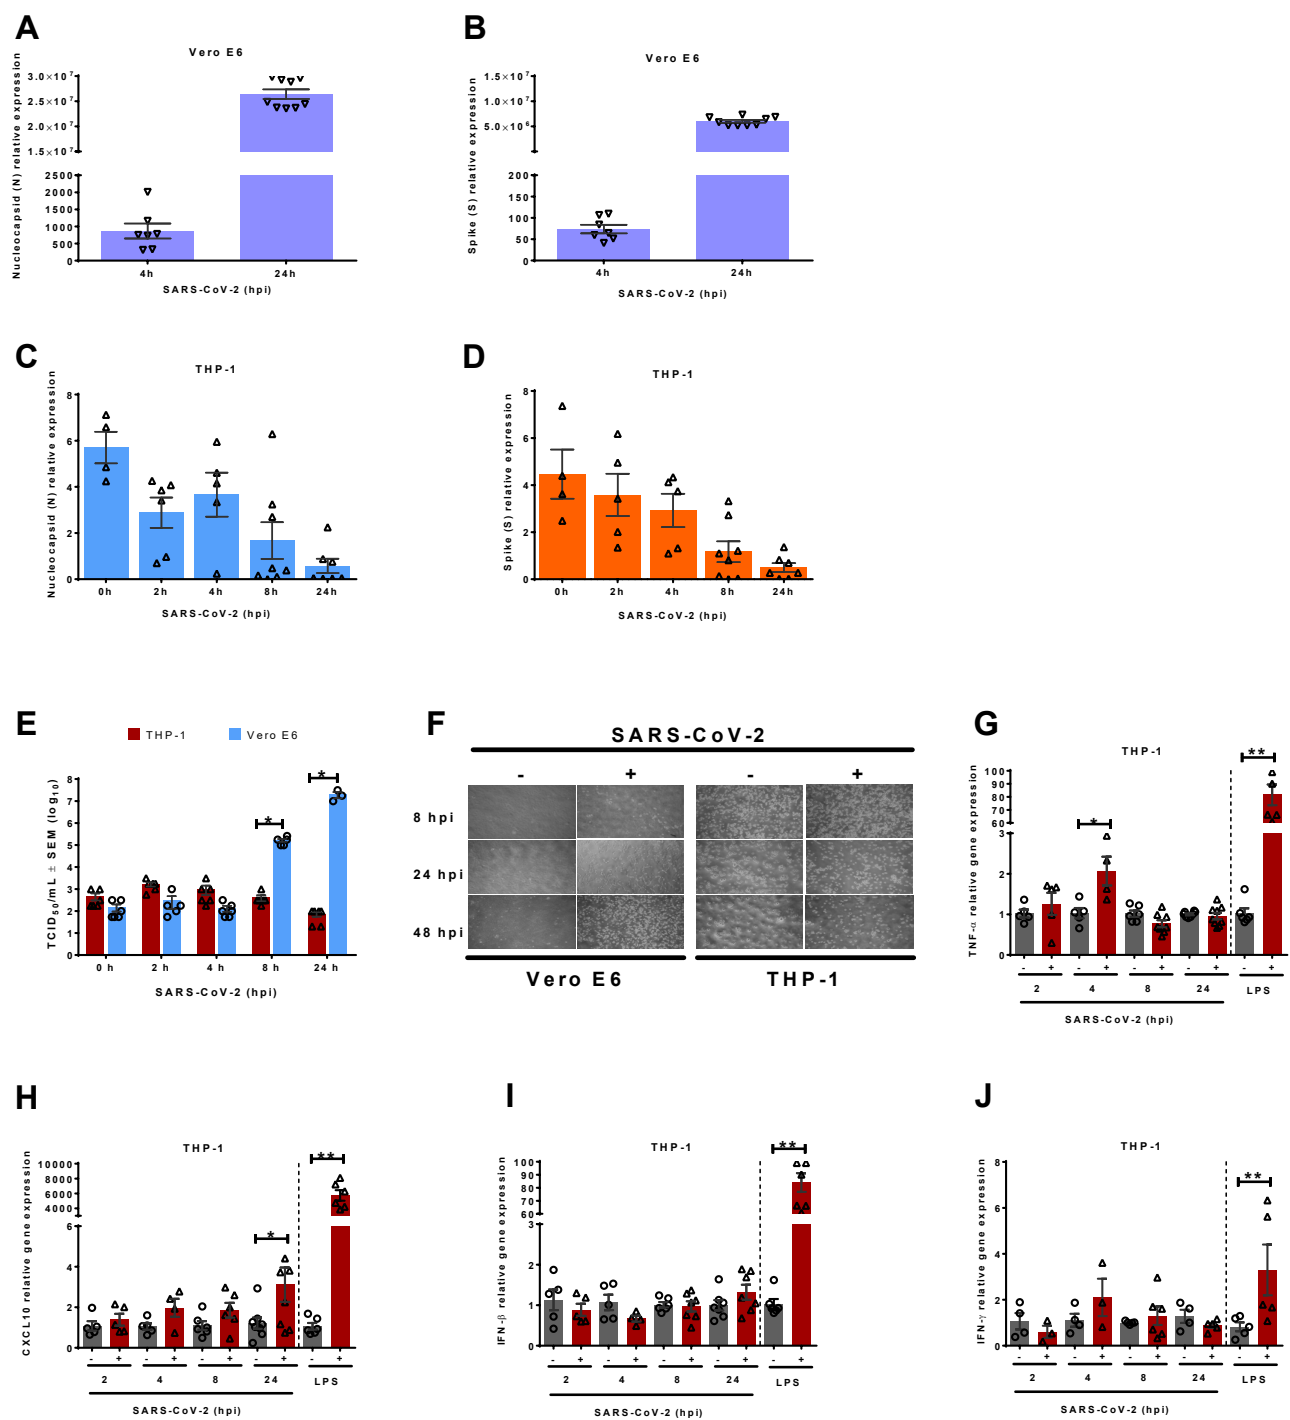 A
Vero E6
Nucleocapsid (N) relative expression
3.0×10⁷
2.5×10⁷
2.0×10⁷
1.5×10⁷
2500
2000
1500
1000
500
0
4h 24h
SARS-CoV-2 (hpi)
B
Vero E6
Spike (S) relative expression
1.5×10⁷
5.0×10⁶
200
150
100
50
0
4h 24h
SARS-CoV-2 (hpi)
C
THP-1
Nucleocapsid (N) relative expression
8
6
4
2
0
0h 2h 4h 8h 24h
SARS-CoV-2 (hpi)
D
THP-1
Spike (S) relative expression
8
6
4
2
0
0h 2h 4h 8h 24h
SARS-CoV-2 (hpi)
E
THP-1 Vero E6
TCID₅₀/mL ± SEM (log₁₀)
8
7
6
5
4
3
2
1
0
* *
0 h 2 h 4 h 8 h 24 h
SARS-CoV-2 (hpi)
F
SARS-CoV-2
- + - +
8 hpi
24 hpi
48 hpi
Vero E6 THP-1
G
THP-1
TNF-α relative gene expression
100
90
80
70
60
3
2
1
0
* **
- + - + - + - + - +
2 4 8 24 LPS
SARS-CoV-2 (hpi)
H
THP-1
CXCL10 relative gene expression
10000
8000
6000
4000
6
4
2
0
* **
- + - + - + - + - +
2 4 8 24 LPS
SARS-CoV-2 (hpi)
I
THP-1
IFN-β relative gene expression
100
90
80
70
60
3
2
1
0
**
- + - + - + - + - +
2 4 8 24 LPS
SARS-CoV-2 (hpi)
J
THP-1
IFN-γ relative gene expression
8
6
4
2
0
**
- + - + - + - + - +
2 4 8 24 LPS
SARS-CoV-2 (hpi)